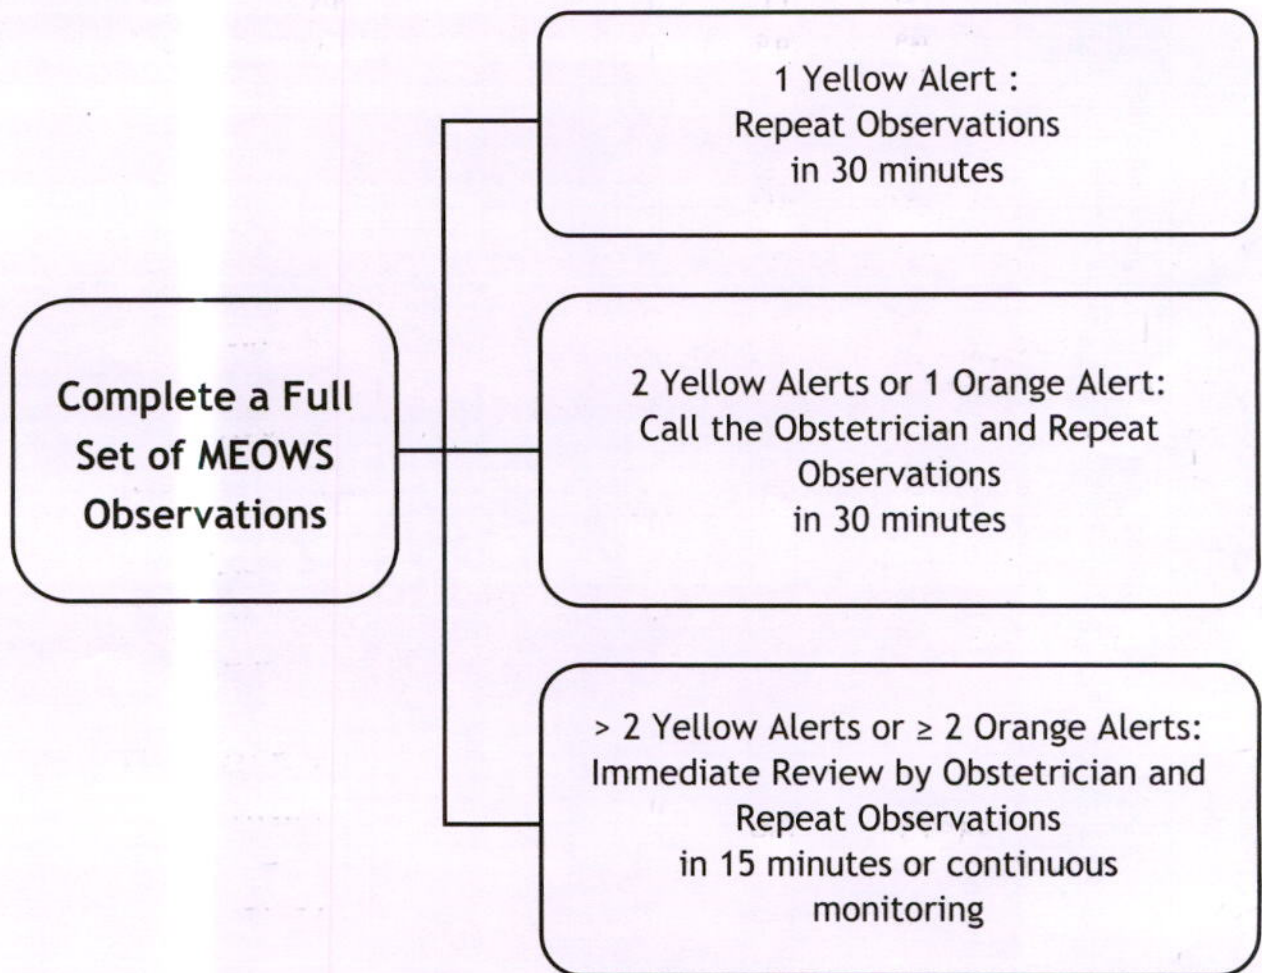 1 Yellow Alert :
Repeat Observations
in 30 minutes
Complete a Full
Set of MEOWS
Observations
2 Yellow Alerts or 1 Orange Alert:
Call the Obstetrician and Repeat
Observations
in 30 minutes
> 2 Yellow Alerts or ≥ 2 Orange Alerts:
Immediate Review by Obstetrician and
Repeat Observations
in 15 minutes or continuous
monitoring